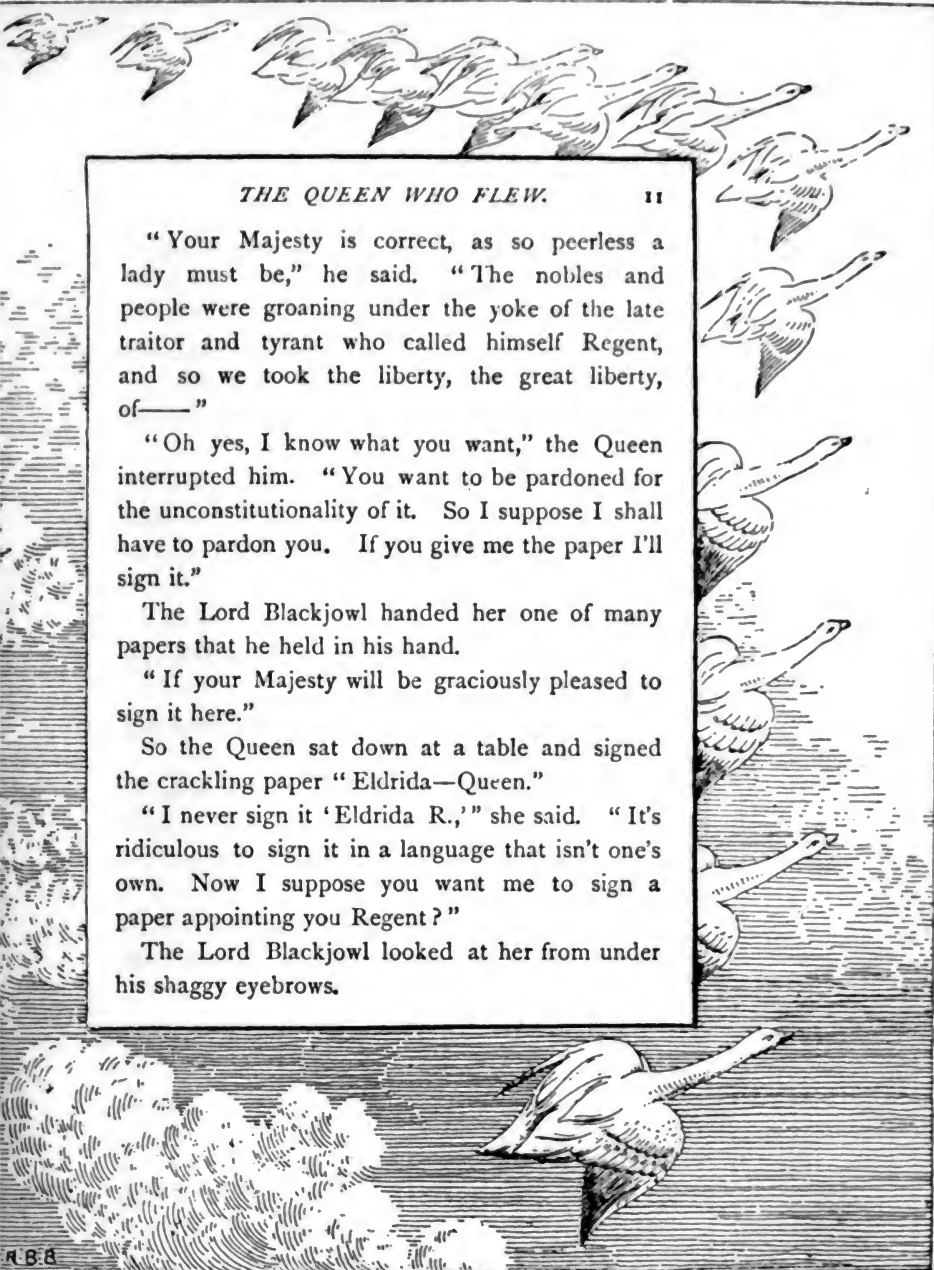 THE QUEEN WHO FLEW. 11
“ Your Majesty is correct, as so peerless a
lady must be,” he said. “ The nobles and
people were groaning under the yoke of the late
traitor and tyrant who called himself Regent,
and so we took the liberty, the great liberty,
of—— ”
“Oh yes, I know what you want,” the Queen
interrupted him. “ You want to be pardoned for
the unconstitutionality of it. So I suppose I shall
have to pardon you. If you give me the paper I'll
sign it.”
The Lord Blackjowl handed her one of many
papers that he held in his hand.
“ If your Majesty will be graciously pleased to
sign it here.”
So the Queen sat down at a table and signed
the crackling paper “ Eldrida—Queen.”
“ I never sign it ‘ Eldrida R.,’ ” she said. “ It's
ridiculous to sign it in a language that isn't one's
own. Now I suppose you want me to sign a
paper appointing you Regent ? ”
The Lord Blackjowl looked at her from under
his shaggy eyebrows.
R.B.B